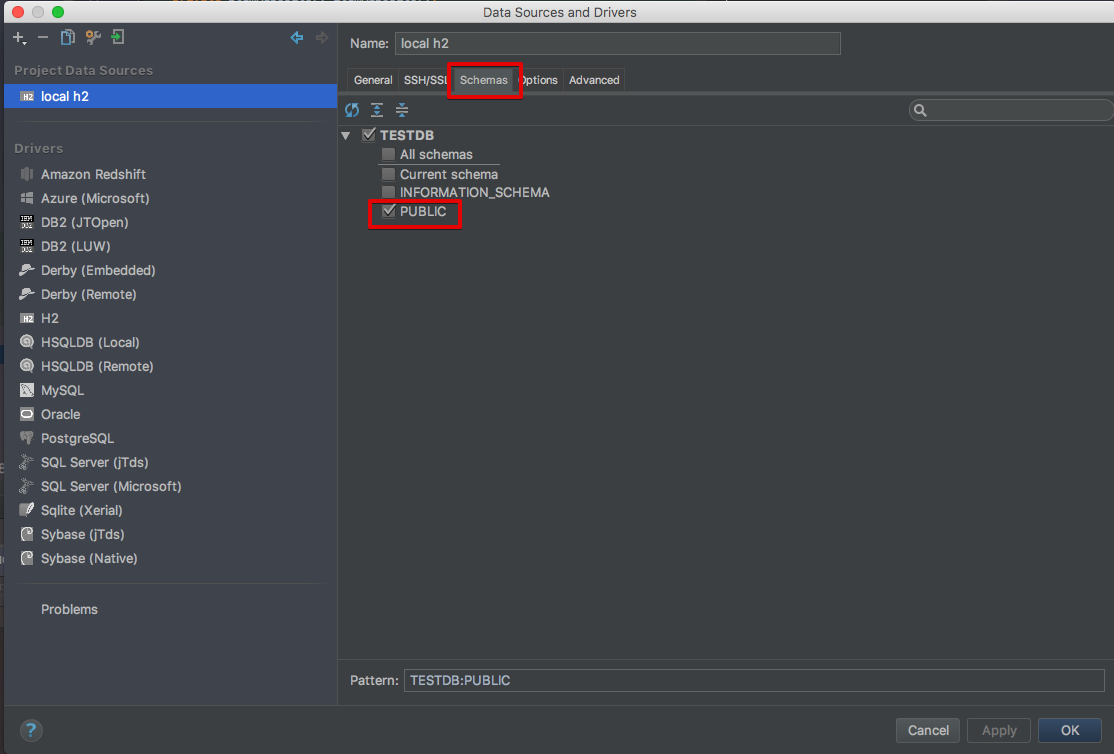 Data Sources and Drivers
Project Data Sources
H2 local h2
Drivers
Amazon Redshift
Azure (Microsoft)
DB2 (JTOpen)
DB2 (LUW)
Derby (Embedded)
Derby (Remote)
H2 H2
HSQLDB (Local)
HSQLDB (Remote)
MySQL
Oracle
PostgreSQL
SQL Server (jTds)
SQL Server (Microsoft)
Sqlite (Xerial)
Sybase (jTds)
Sybase (Native)
Problems
Name: local h2
General SSH/SSL Schemas Options Advanced
TESTDB
All schemas
Current schema
INFORMATION_SCHEMA
PUBLIC
Pattern: TESTDB:PUBLIC
? Cancel Apply OK